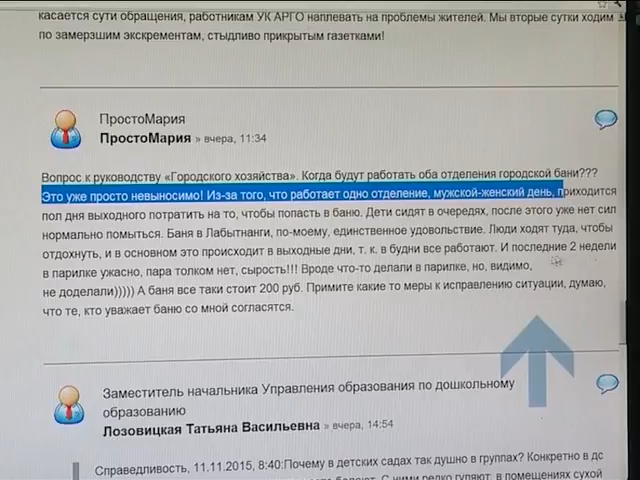 касается сути обращения, работникам УК АРГО наплевать на проблемы жителей. Мы вторые сутки ходим
по замерзшим экскрементам, стыдливо прикрытым газетками!
ПростоМария
ПростоМария » вчера, 11:34
Вопрос к руководству «Городского хозяйства». Когда будут работать оба отделения городской бани???
Это уже просто невыносимо! Из-за того, что работает одно отделение, мужской-женский день, приходится
пол дня выходного потратить на то, чтобы попасть в баню. Дети сидят в очередях, после этого уже нет сил
нормально помыться. Баня в Лабытнанги, по-моему, единственное удовольствие. Люди ходят туда, чтобы
отдохнуть, и в основном это происходит в выходные дни, т. к. в будни все работают. И последние 2 недели
в парилке ужасно, пара толком нет, сырость!!! Вроде что-то делали в парилке, но, видимо,
не доделали))))) А баня все таки стоит 200 руб. Примите какие то меры к исправлению ситуации, думаю,
что те, кто уважает баню со мной согласятся.
Заместитель начальника Управления образования по дошкольному
образованию
Лозовицкая Татьяна Васильевна » вчера, 14:54
Справедливость, 11.11.2015, 8:40:Почему в детских садах так душно в группах? Конкретно в дс
С ними редко гуляют, в помещениях сухой